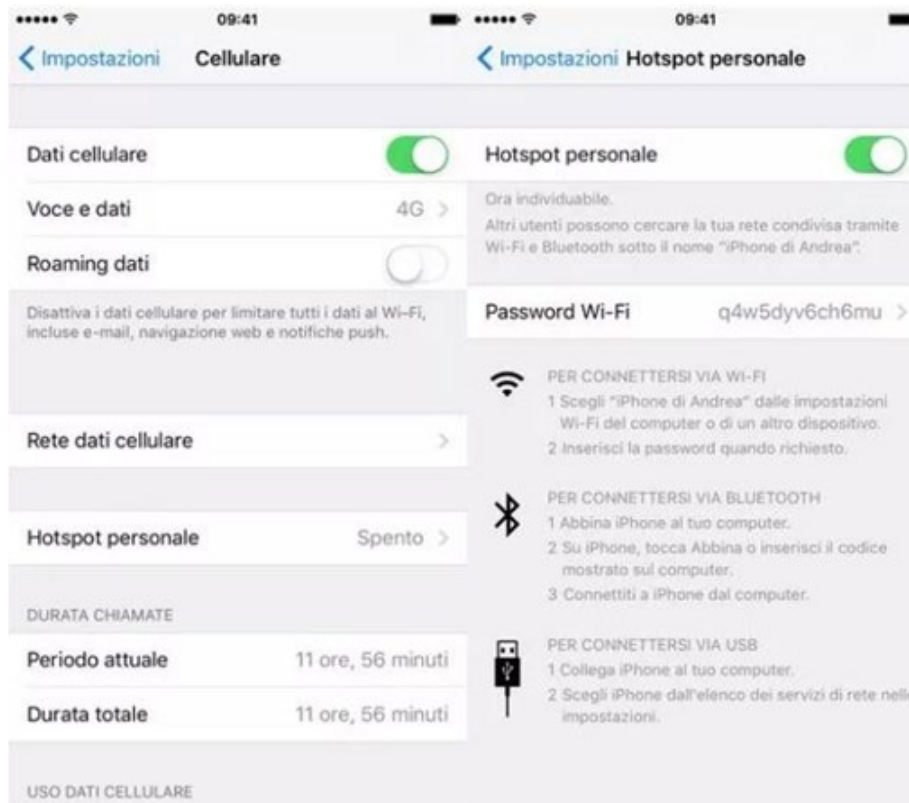 09:41
Impostazioni Cellulare
Dati cellulare
Voce e dati 4G
Roaming dati
Disattiva i dati cellulare per limitare tutti i dati al Wi-Fi,
incluse e-mail, navigazione web e notifiche push.
Rete dati cellulare
Hotspot personale Spento
DURATA CHIAMATE
Periodo attuale 11 ore, 56 minuti
Durata totale 11 ore, 56 minuti
USO DATI CELLULARE
09:41
Impostazioni Hotspot personale
Hotspot personale
Ora individuabile.
Altri utenti possono cercare la tua rete condivisa tramite
Wi-Fi e Bluetooth sotto il nome "iPhone di Andrea".
Password Wi-Fi q4w5dyv6ch6mu
PER CONNETTERSI VIA WI-FI
1 Scegli "iPhone di Andrea" dalle impostazioni
Wi-Fi del computer o di un altro dispositivo.
2 Inserisci la password quando richiesto.
PER CONNETTERSI VIA BLUETOOTH
1 Abbina iPhone al tuo computer.
2 Su iPhone, tocca Abbina o inserisci il codice
mostrato sul computer.
3 Connettiti a iPhone dal computer.
PER CONNETTERSI VIA USB
1 Collega iPhone al tuo computer.
2 Scegli iPhone dall'elenco dei servizi di rete nelle
impostazioni.